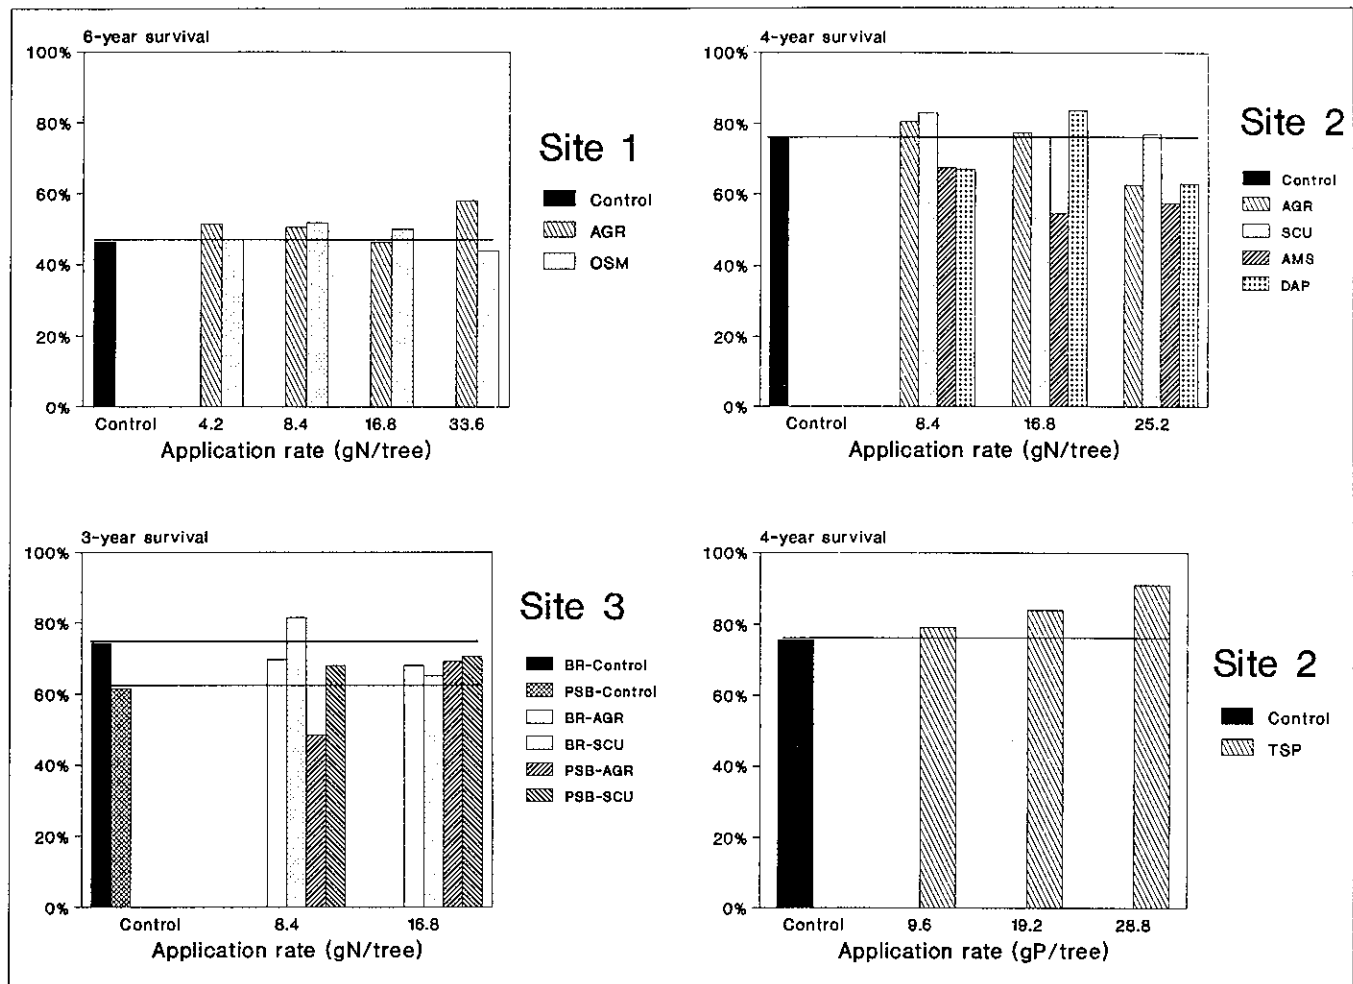 6-year survival
100%
80%
60%
40%
20%
0%
Control
4.2
8.4
16.8
33.6
Application rate (gN/tree)
Site 1
Control
AGR
OSM
4-year survival
100%
80%
60%
40%
20%
0%
Control
8.4
16.8
25.2
Application rate (gN/tree)
Site 2
Control
AGR
SCU
AMS
DAP
3-year survival
100%
80%
60%
40%
20%
0%
Control
8.4
16.8
Application rate (gN/tree)
Site 3
BR-Control
PSB-Control
BR-AGR
BR-SCU
PSB-AGR
PSB-SCU
4-year survival
100%
80%
60%
40%
20%
0%
Control
9.6
19.2
28.8
Application rate (gP/tree)
Site 2
Control
TSP